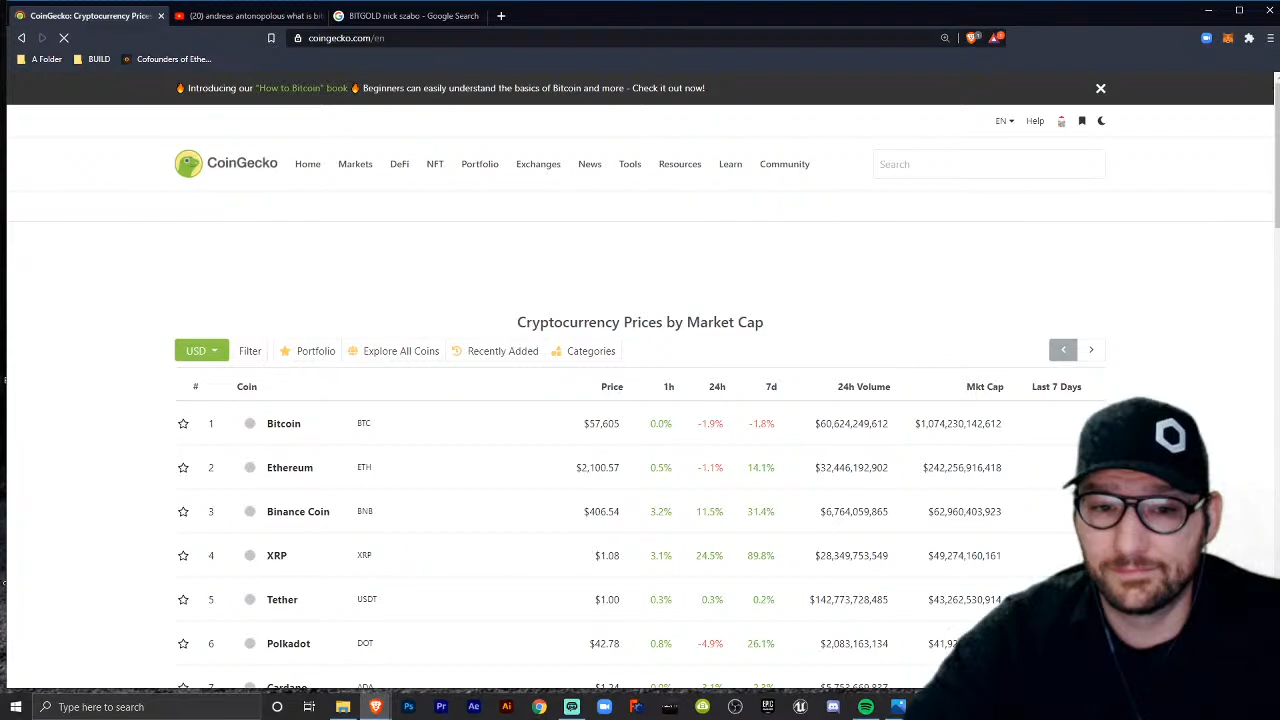 CoinGecko: Cryptocurrency Prices
(20) andreas antonopolous what is bit
BITGOLD nick szabo - Google Search
coingecko.com/en
A Folder BUILD Cofounders of Ethe...
Introducing our "How to Bitcoin" book Beginners can easily understand the basics of Bitcoin and more - Check it out now!
EN Help
CoinGecko Home Markets DeFi NFT Portfolio Exchanges News Tools Resources Learn Community Search
Cryptocurrency Prices by Market Cap
USD Filter Portfolio Explore All Coins Recently Added Categories
# Coin Price 1h 24h 7d 24h Volume Mkt Cap Last 7 Days
1 Bitcoin BTC $57,605 0.0% -1.9% -1.8% $60,624,249,612 $1,074,230,142,612
2 Ethereum ETH $2,100.57 0.5% -1.1% 14.1% $32,446,192,902 $242,256,916,418
3 Binance Coin BNB $406.54 3.2% 11.5% 31.4% $6,764,059,865 $62,960,403,923
4 XRP XRP $1.08 3.1% 24.5% 89.8% $28,349,753,549 $49,274,160,161
5 Tether USDT $1.00 0.3% 0.3% 0.2% $142,773,728,485 $43,262,530,914
6 Polkadot DOT $42.78 0.8% -4.9% 26.1% $2,083,163,134
Type here to search